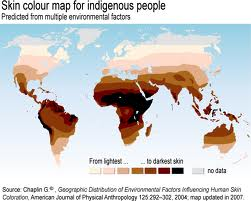 Skin colour map for indigenous people
Predicted from multiple environmental factors
From lightest ...
... to darkest skin
no data
Source: Chaplin G.©, Geographic Distribution of Environmental Factors Influencing Human
Skin Coloration, American Journal of Physical Anthropology 125:292–302, 2004; map updated in 2007.